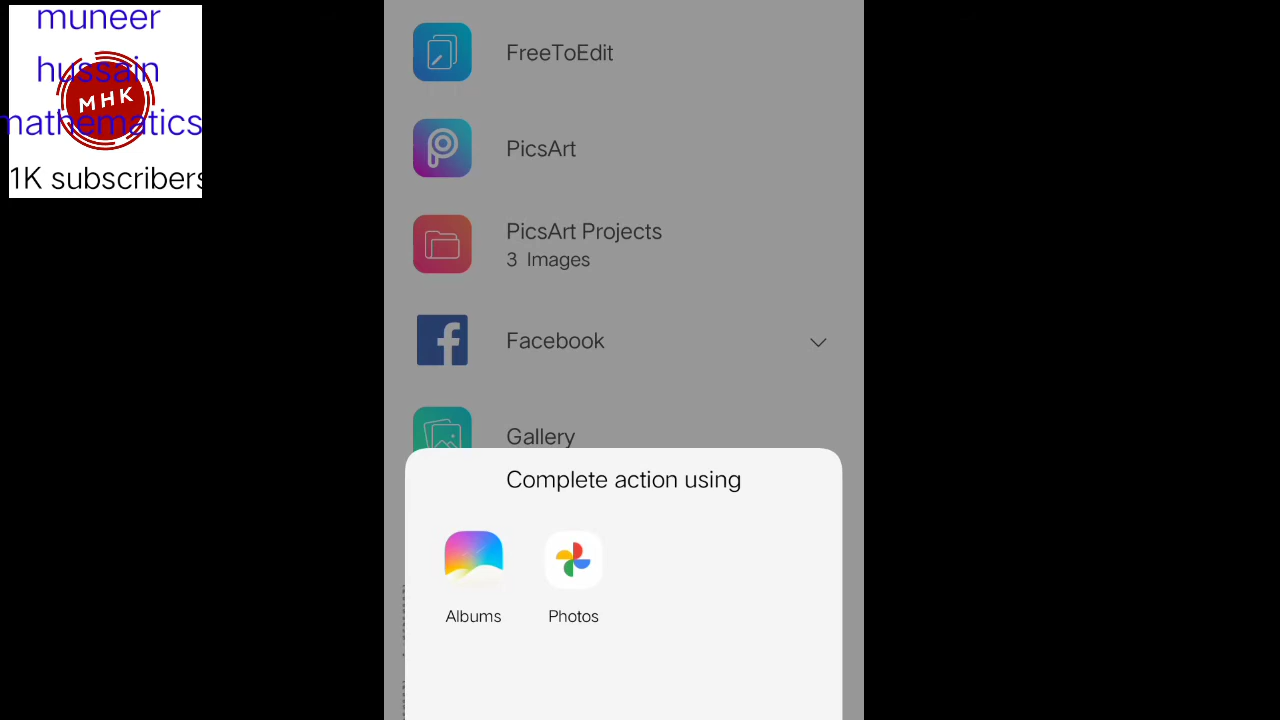 muneer
hussain
MHK
mathematics
1K subscribers
FreeToEdit
PicsArt
PicsArt Projects
3 Images
Facebook
Gallery
Complete action using
Albums
Photos